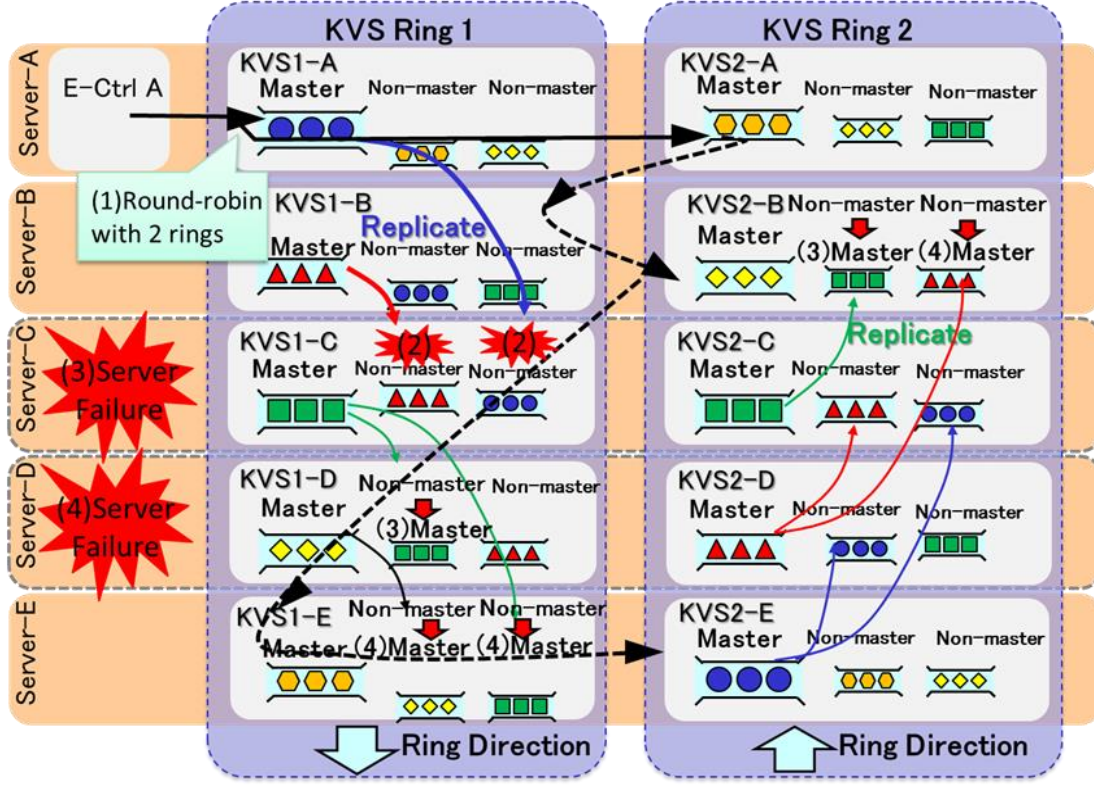 KVS Ring 1
KVS Ring 2
Server-A
E-Ctrl A
KVS1-A
Master
Non-master
Non-master
KVS2-A
Master
Non-master
Non-master
(1)Round-robin
with 2 rings
Server-B
KVS1-B
Replicate
Master
Non-master
Non-master
KVS2-B
Master
Non-master
Non-master
(3)Master
(4)Master
Server-C
(3)Server
Failure
KVS1-C
Master
(2)
(2)
Non-master
Non-master
KVS2-C
Master
Replicate
Non-master
Non-master
Server-D
(4)Server
Failure
KVS1-D
Master
Non-master
Non-master
(3)Master
KVS2-D
Master
Non-master
Non-master
Server-E
KVS1-E
Non-master
Non-master
Master
(4)Master
(4)Master
KVS2-E
Master
Non-master
Non-master
Ring Direction
Ring Direction